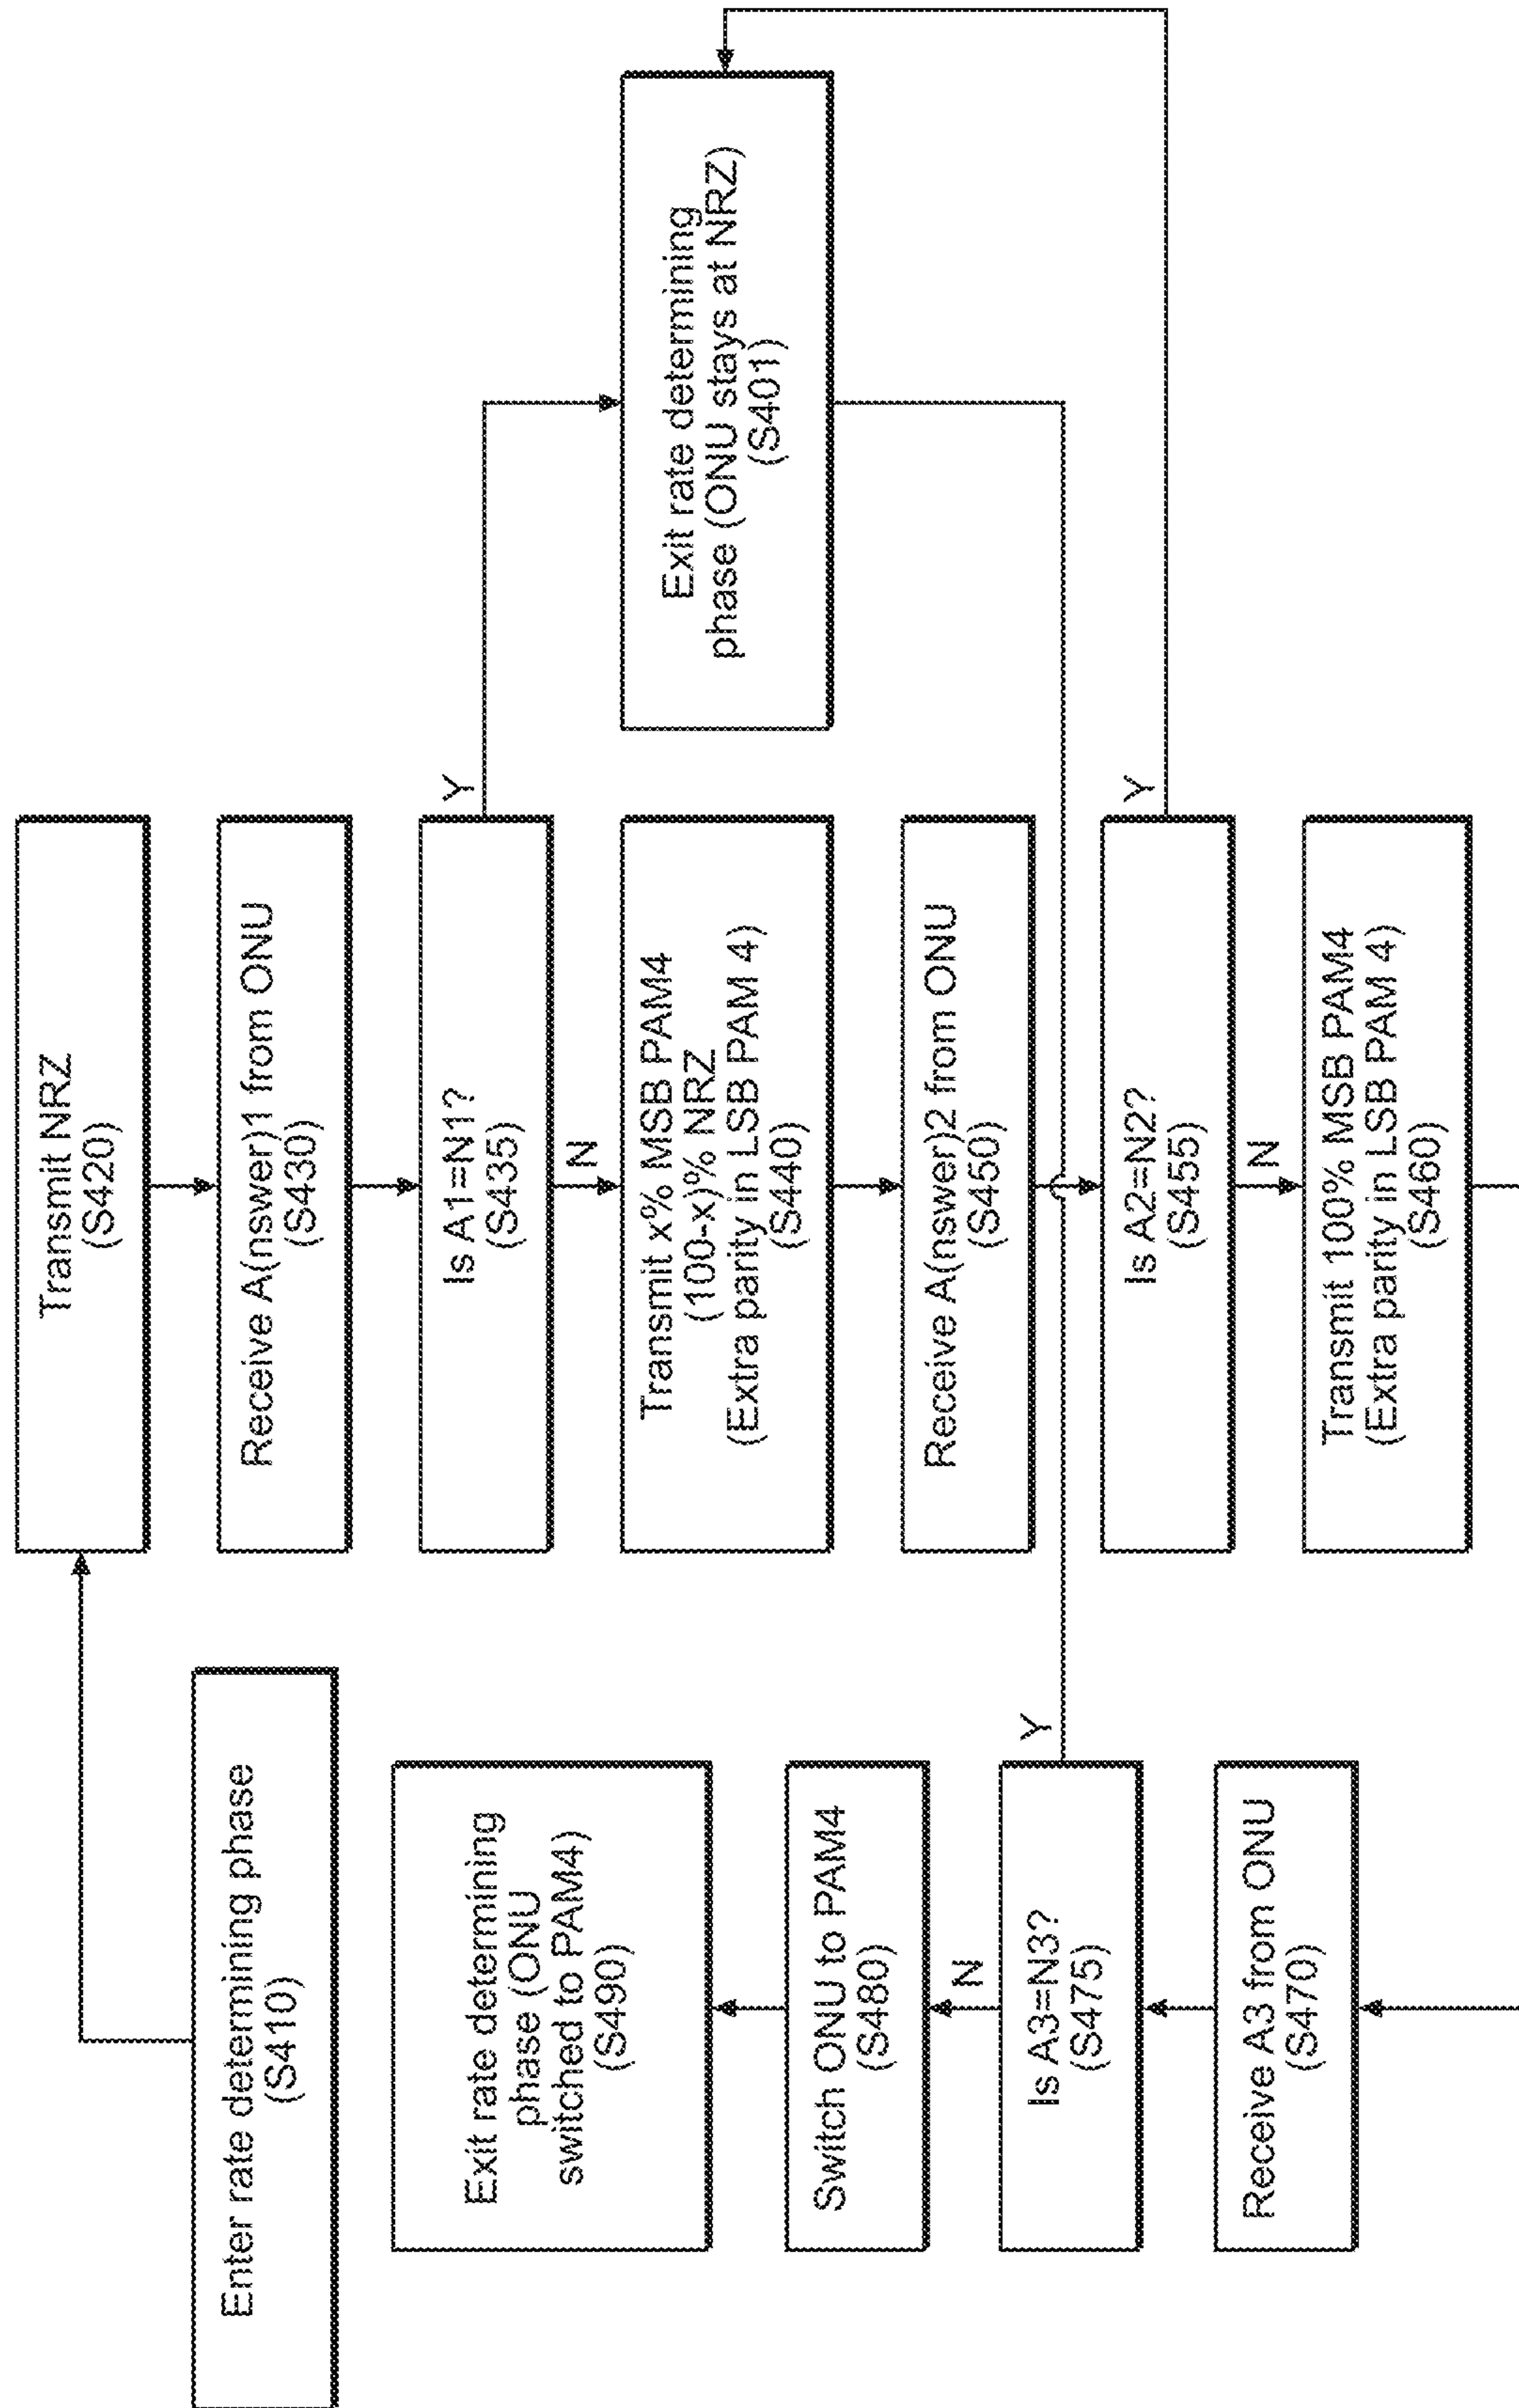 Enter rate determining phase
(S410)
Transmit NRZ
(S420)
Receive A(nswer)1 from ONU
(S430)
Is A1=N1?
(S435)
Y
N
Exit rate determining
phase (ONU stays at NRZ)
(S401)
Transmit x% MSB PAM4
(100-x)% NRZ
(Extra parity in LSB PAM 4)
(S440)
Receive A(nswer)2 from ONU
(S450)
Is A2=N2?
(S455)
Y
N
Transmit 100% MSB PAM4
(Extra parity in LSB PAM 4)
(S460)
Receive A3 from ONU
(S470)
Is A3=N3?
(S475)
Y
N
Switch ONU to PAM4
(S480)
Exit rate determining
phase (ONU
switched to PAM4)
(S490)